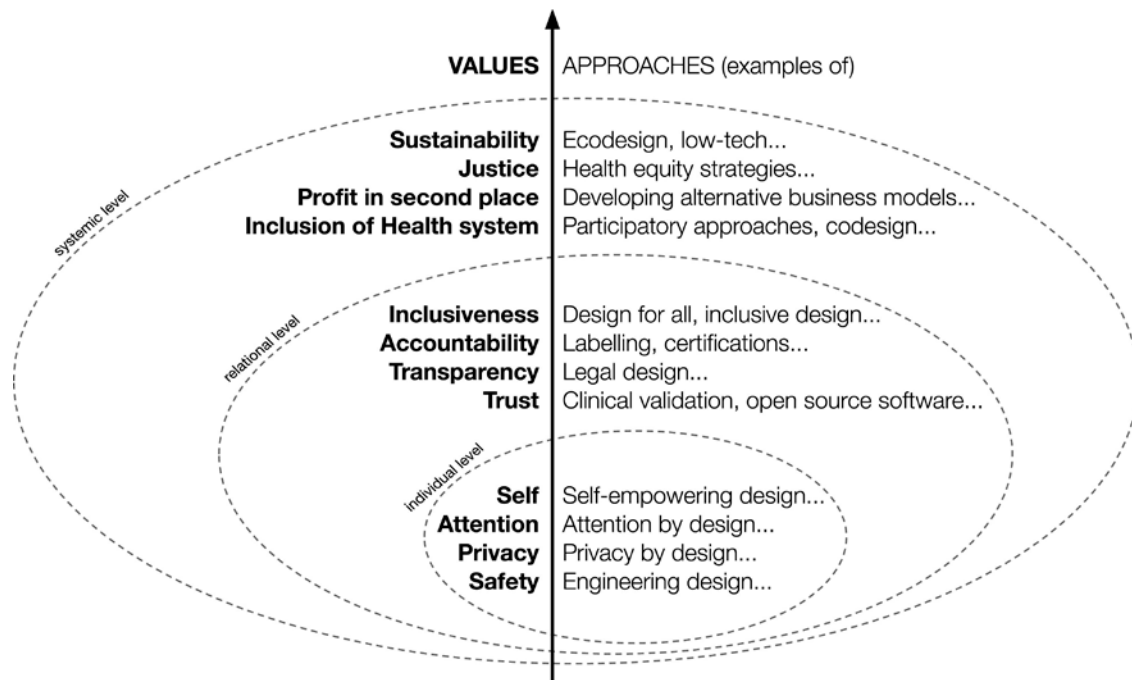 VALUES APPROACHES (examples of)
systemic level
Sustainability Ecodesign, low-tech...
Justice Health equity strategies...
Profit in second place Developing alternative business models...
Inclusion of Health system Participatory approaches, codesign...
relational level
Inclusiveness Design for all, inclusive design...
Accountability Labelling, certifications...
Transparency Legal design...
Trust Clinical validation, open source software...
individual level
Self Self-empowering design...
Attention Attention by design...
Privacy Privacy by design...
Safety Engineering design...